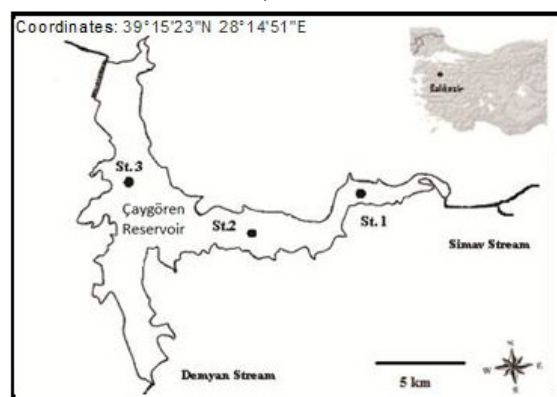 Coordinates: 39°15'23"N 28°14'51"E
Balıkesir
St.3
Çaygören
Reservoir
St.2
St.1
Simav Stream
Demyan Stream
5 km
N
W E
S